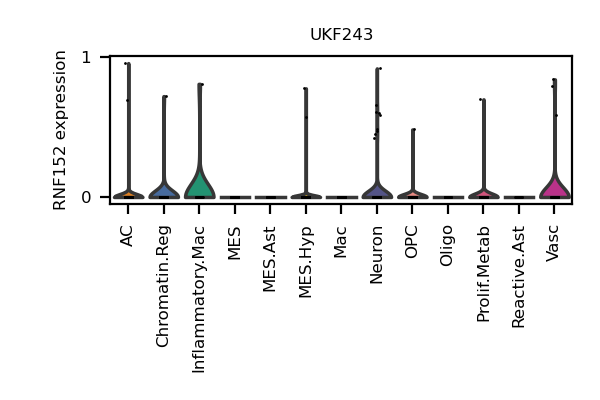 UKF243
RNF152 expression
1
0
AC
Chromatin.Reg
Inflammatory.Mac
MES
MES.Ast
MES.Hyp
Mac
Neuron
OPC
Oligo
Prolif.Metab
Reactive.Ast
Vasc